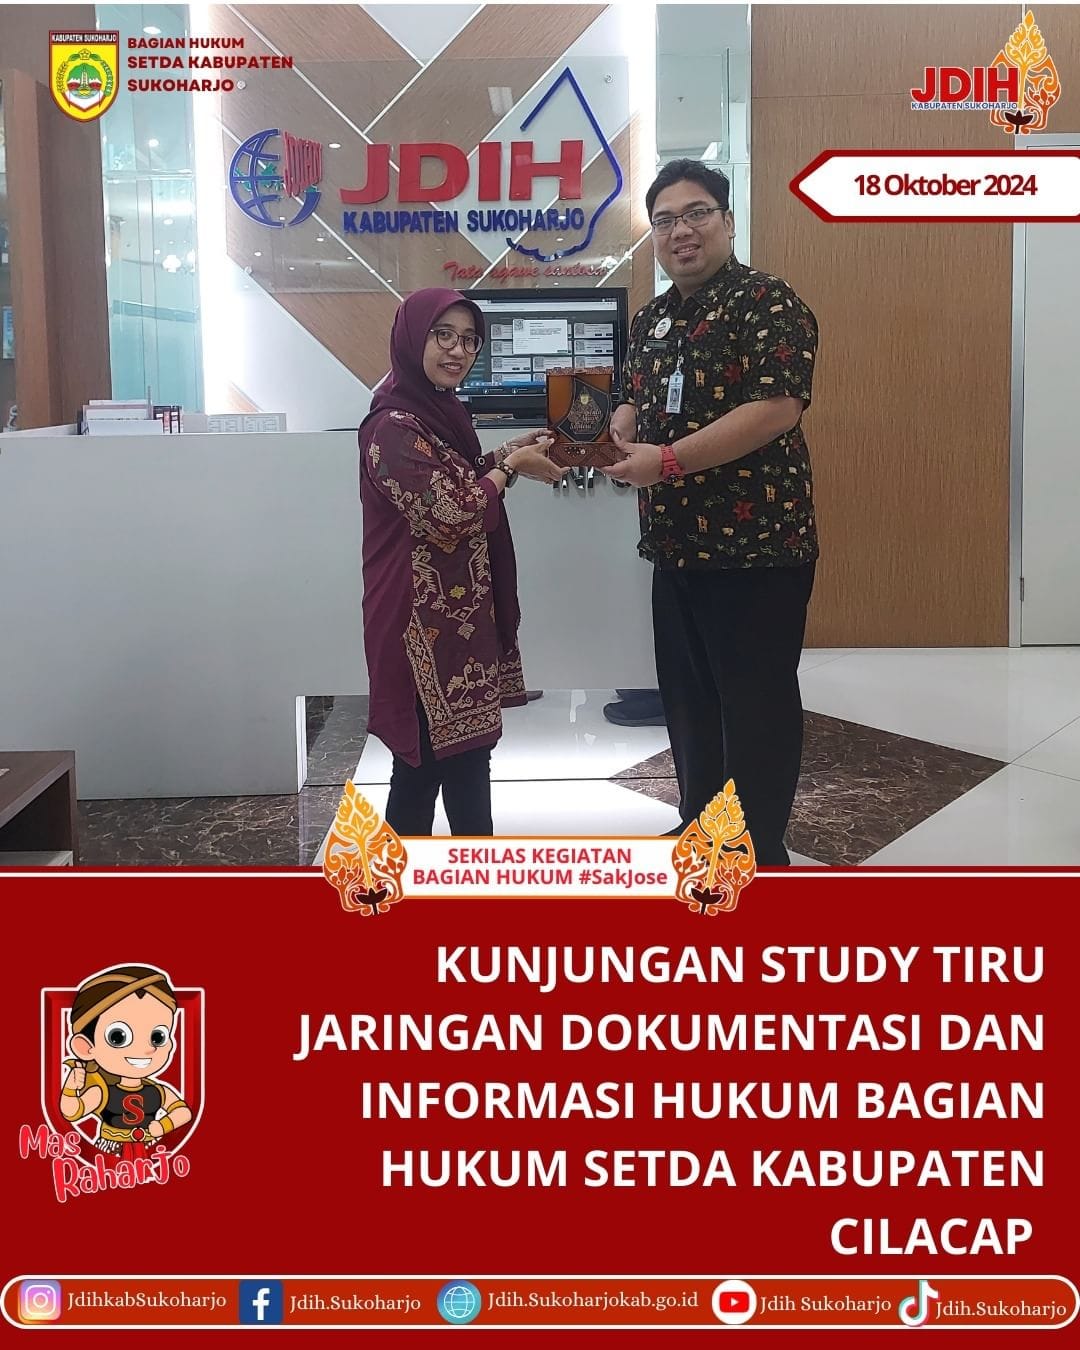 KABUPATEN SUKOHARJO
BAGIAN HUKUM
SETDA KABUPATEN
SUKOHARJO
JDIH
KABUPATEN SUKOHARJO
18 Oktober 2024
JDIHN
JDIH
KABUPATEN SUKOHARJO
SEKILAS KEGIATAN
BAGIAN HUKUM #SakJose
KUNJUNGAN STUDY TIRU
JARINGAN DOKUMENTASI DAN
INFORMASI HUKUM BAGIAN
HUKUM SETDA KABUPATEN
CILACAP
S
Mas
Raharjo
JdihkabSukoharjo
Jdih.Sukoharjo
Jdih.Sukoharjokab.go.id
Jdih Sukoharjo
Jdih.Sukoharjo